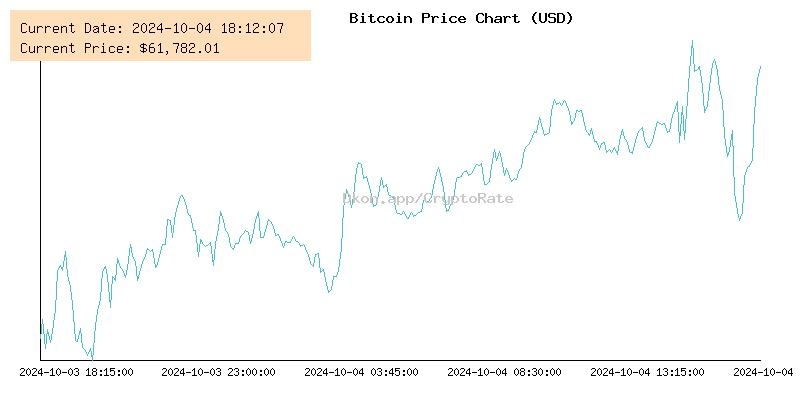 Bitcoin Price Chart (USD)
Current Date: 2024-10-04 18:12:07
Current Price: $61,782.01
Ukon.app/CryptoRate
2024-10-03 18:15:00 2024-10-03 23:00:00 2024-10-04 03:45:00 2024-10-04 08:30:00 2024-10-04 13:15:00 2024-10-04